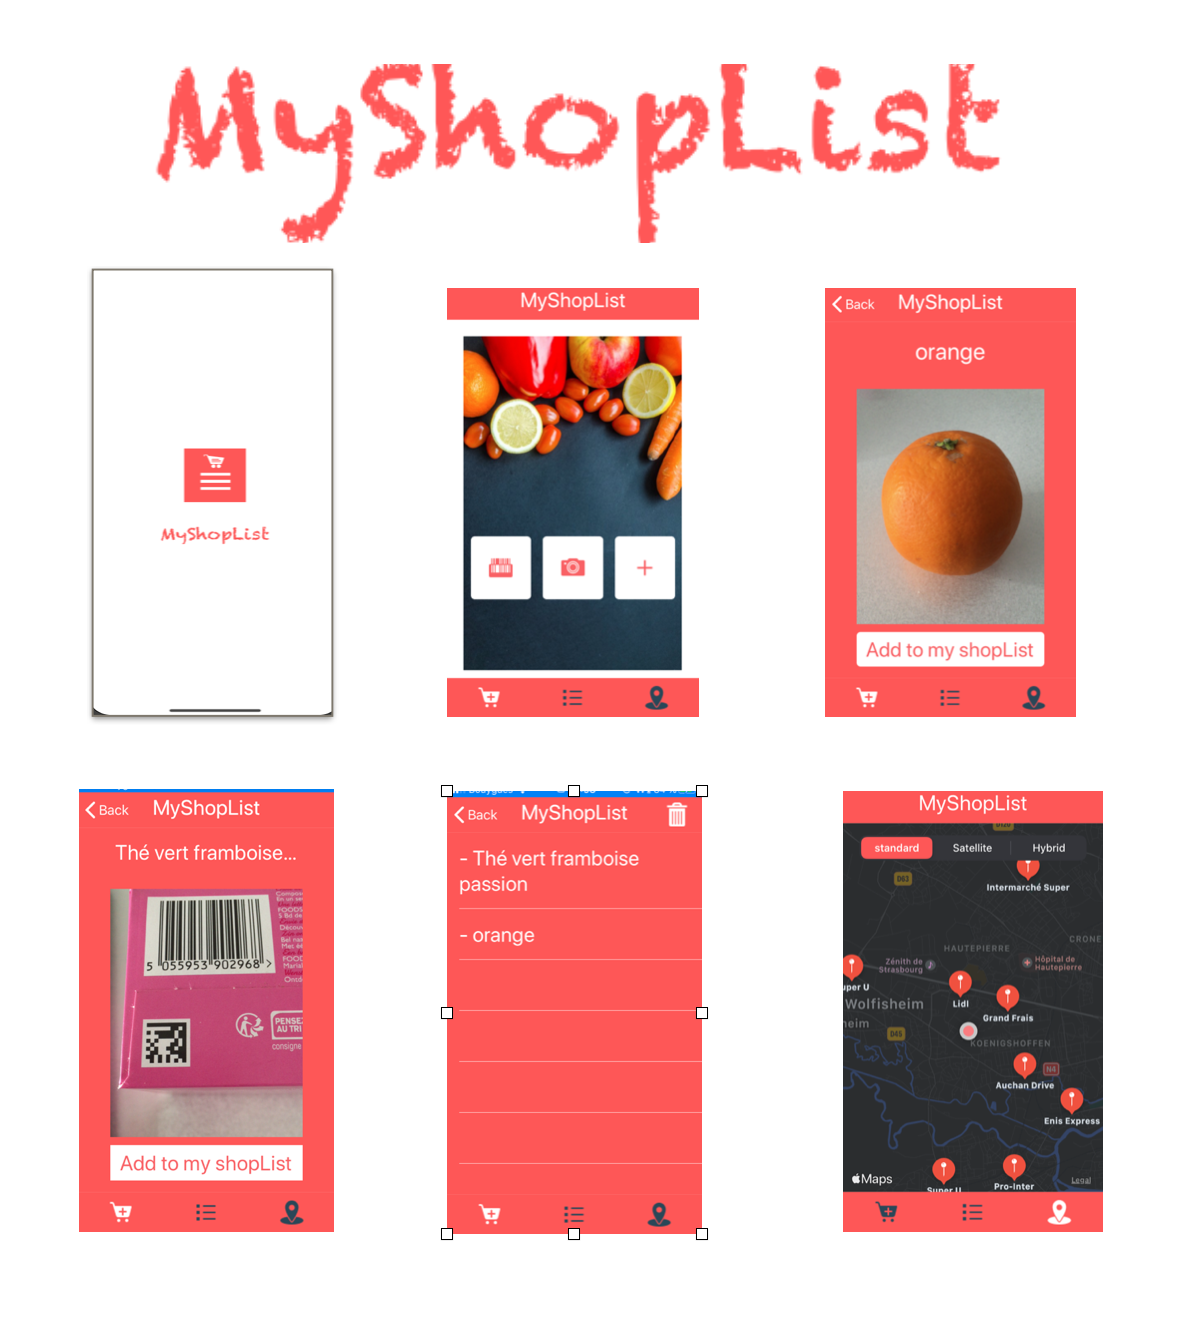 MyShopList
MyShopList
MyShopList
Back
MyShopList
orange
Add to my shopList
Back
MyShopList
Thé vert framboise...
5 055953 902968 >
FOODS
PENSEZ
AU TRI
consigne
Add to my shopList
Back
MyShopList
- Thé vert framboise
passion
- orange
MyShopList
standard
Satellite
Hybrid
D63
Intermarché Super
CRONE
HAUTEPIERRE
Zénith de
Strasbourg
Hôpital de
Hautepierre
uper U
Lidl
Wolfisheim
Grand Frais
heim
D45
KOENIGSHOFFEN
N4
Auchan Drive
Enis Express
Super U
Pro-Inter
Maps
Legal